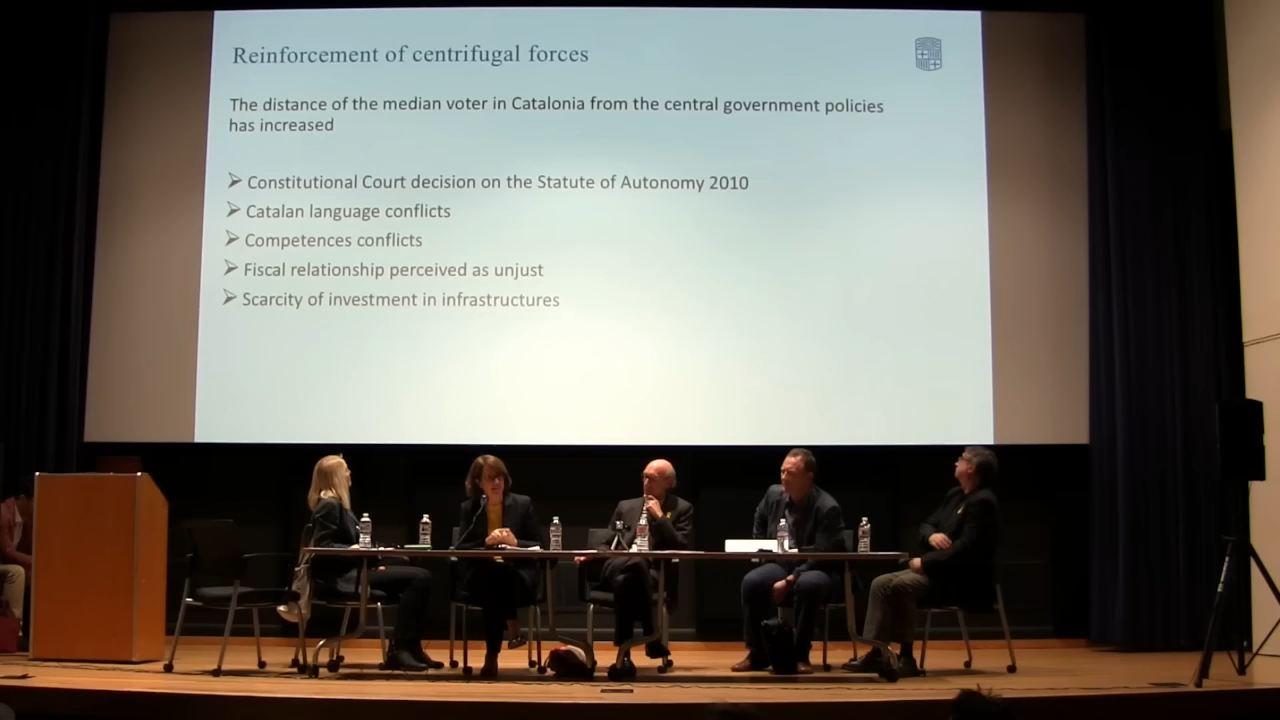 Reinforcement of centrifugal forces
The distance of the median voter in Catalonia from the central government policies
has increased
➢ Constitutional Court decision on the Statute of Autonomy 2010
➢ Catalan language conflicts
➢ Competences conflicts
➢ Fiscal relationship perceived as unjust
➢ Scarcity of investment in infrastructures